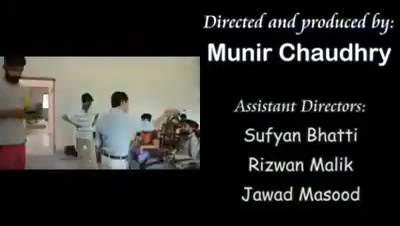 Directed and produced by:
Munir Chaudhry
Assistant Directors:
Sufyan Bhatti
Rizwan Malik
Jawad Masood